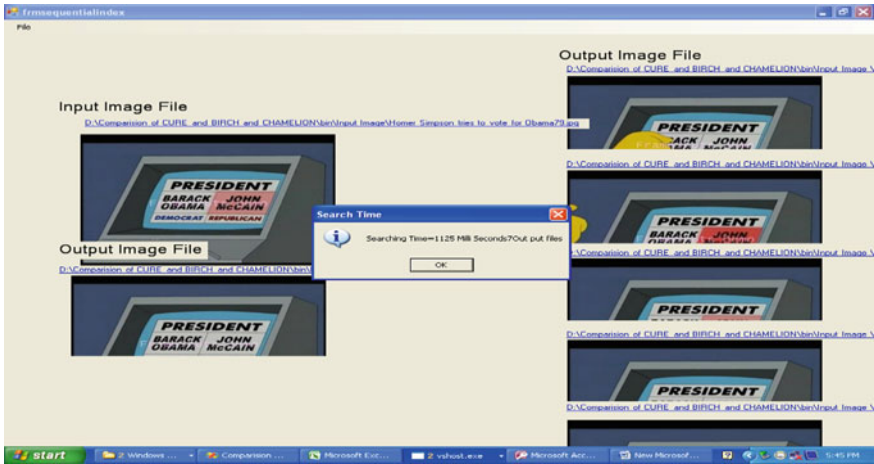 frmsequentialindex
File
Input Image File
D:\Comparision of CURE and BIRCH and CHAMELION\bin\Input Image\Homer Simpson tries to vote for Obama79.jpg
PRESIDENT
BARACK OBAMA
JOHN McCAIN
DEMOCRAT REPUBLICAN
Output Image File
D:\Comparision of CURE and BIRCH and CHAMELION\bin\
PRESIDENT
BARACK OBAMA
JOHN McCAIN
Search Time
Searching Time=1125 Milli Seconds7Out put files
OK
Output Image File
D:\Comparision of CURE and BIRCH and CHAMELION\bin\Input Image \
PRESIDENT
JOHN
D:\Comparision of CURE and BIRCH and CHAMELION\bin\Input Image \
PRESIDENT
BARACK JOHN
\Comparision of CURE and BIRCH and CHAMELION\bin\Input Image \
PRESIDENT
D:\Comparision of CURE and BIRCH and CHAMELION\bin\Input Image \
PRESIDENT
D:\Comparision of CURE and BIRCH and CHAMELION\bin\Input Image \
start
2 Windows ...
Comparision ...
Microsoft Exc...
2 vshost.exe
Microsoft Acc...
New Microsof...
5:45 PM